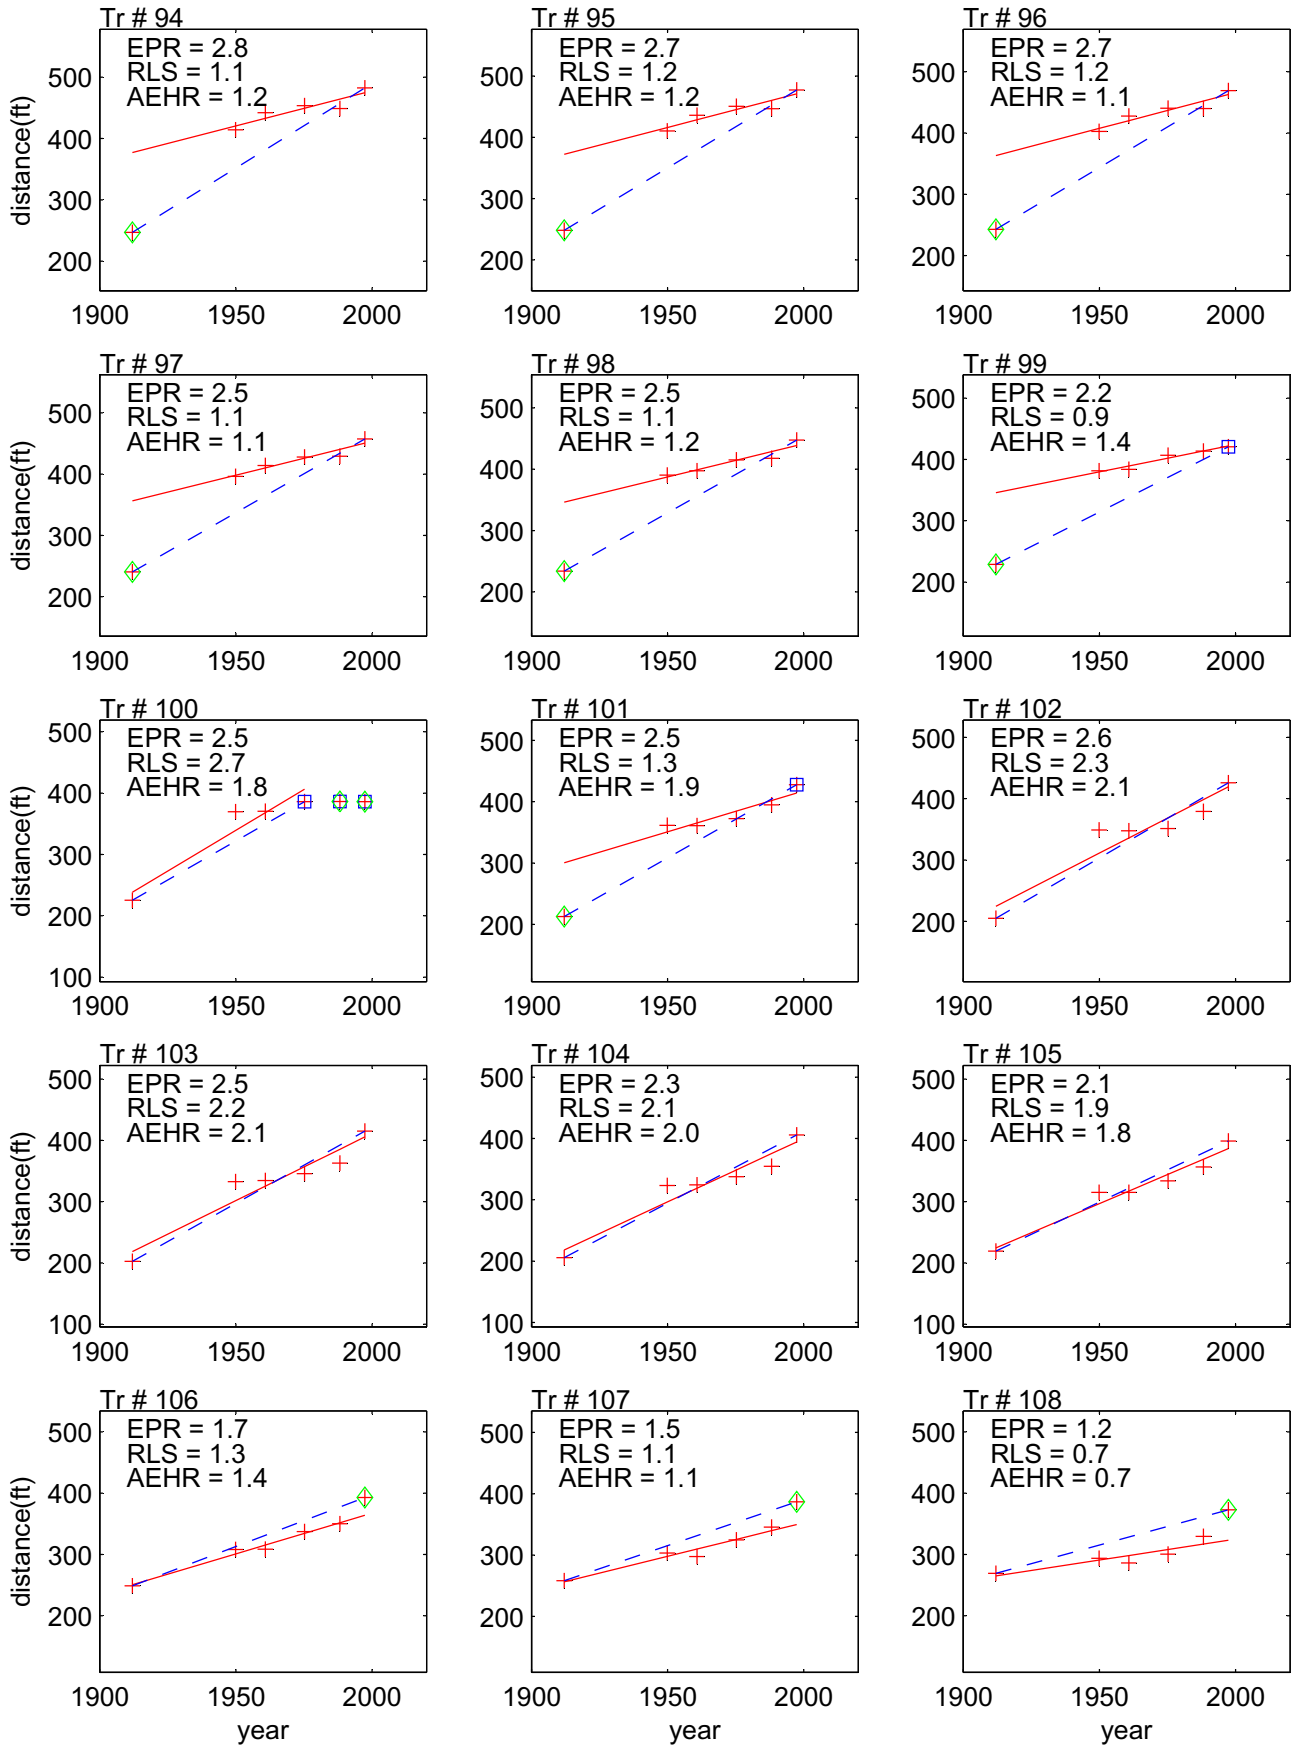 Tr # 94
EPR = 2.8
RLS = 1.1
AEHR = 1.2
500
400
300
200
distance(ft)
1900 1950 2000
Tr # 95
EPR = 2.7
RLS = 1.2
AEHR = 1.2
500
400
300
200
1900 1950 2000
Tr # 96
EPR = 2.7
RLS = 1.2
AEHR = 1.1
500
400
300
200
1900 1950 2000
Tr # 97
EPR = 2.5
RLS = 1.1
AEHR = 1.1
500
400
300
200
distance(ft)
1900 1950 2000
Tr # 98
EPR = 2.5
RLS = 1.1
AEHR = 1.2
500
400
300
200
1900 1950 2000
Tr # 99
EPR = 2.2
RLS = 0.9
AEHR = 1.4
500
400
300
200
1900 1950 2000
Tr # 100
EPR = 2.5
RLS = 2.7
AEHR = 1.8
500
400
300
200
100
distance(ft)
1900 1950 2000
Tr # 101
EPR = 2.5
RLS = 1.3
AEHR = 1.9
500
400
300
200
1900 1950 2000
Tr # 102
EPR = 2.6
RLS = 2.3
AEHR = 2.1
500
400
300
200
1900 1950 2000
Tr # 103
EPR = 2.5
RLS = 2.2
AEHR = 2.1
500
400
300
200
100
distance(ft)
1900 1950 2000
Tr # 104
EPR = 2.3
RLS = 2.1
AEHR = 2.0
500
400
300
200
100
1900 1950 2000
Tr # 105
EPR = 2.1
RLS = 1.9
AEHR = 1.8
500
400
300
200
100
1900 1950 2000
Tr # 106
EPR = 1.7
RLS = 1.3
AEHR = 1.4
500
400
300
200
distance(ft)
1900 1950 2000
year
Tr # 107
EPR = 1.5
RLS = 1.1
AEHR = 1.1
500
400
300
200
1900 1950 2000
year
Tr # 108
EPR = 1.2
RLS = 0.7
AEHR = 0.7
500
400
300
200
1900 1950 2000
year